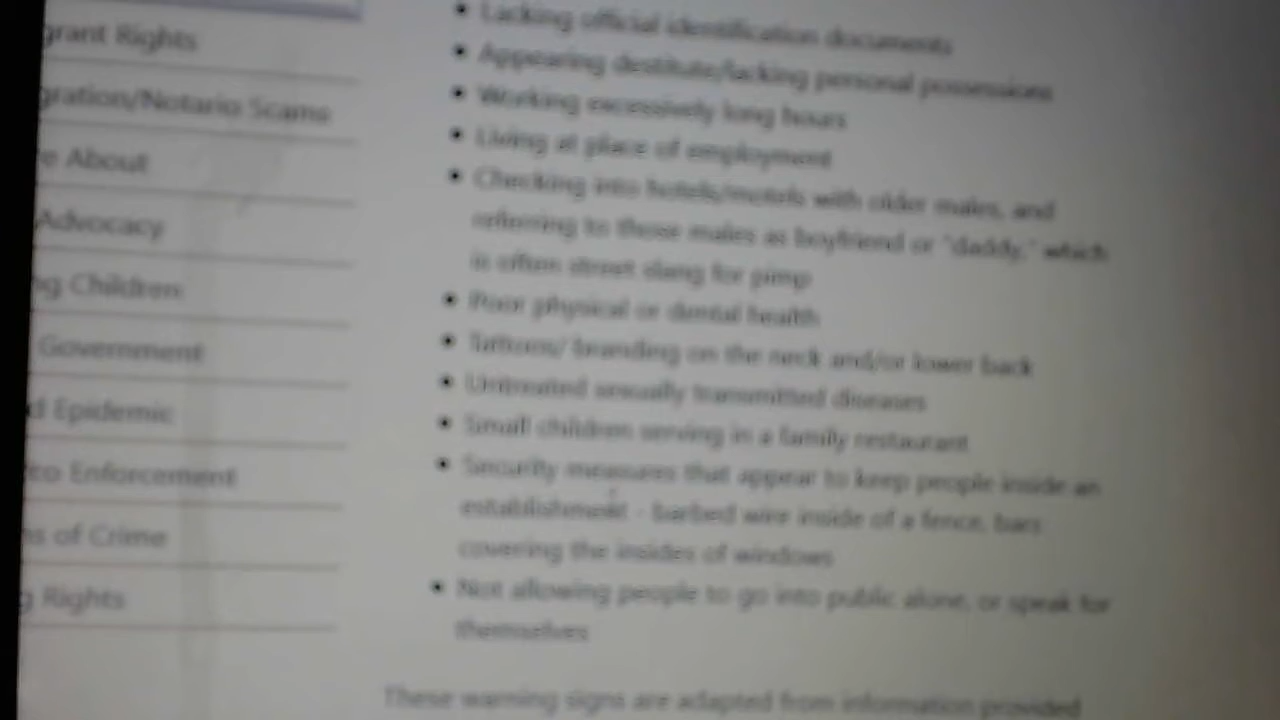 grant Rights
gration/Notario Scams
e About
Advocacy
ng Children
Government
d Epidemic
co Enforcement
ns of Crime
g Rights
• Lacking official identification documents
• Appearing destitute/lacking personal possessions
• Working excessively long hours
• Living at place of employment
• Checking into hotels/motels with older males, and
referring to those males as boyfriend or "daddy," which
is often street slang for pimp
• Poor physical or dental health
• Tattoos/ branding on the neck and/or lower back
• Untreated sexually transmitted diseases
• Small children serving in a family restaurant
• Security measures that appear to keep people inside an
establishment - barbed wire inside of a fence, bars
covering the insides of windows
• Not allowing people to go into public alone, or speak for
themselves
These warning signs are adapted from information provided